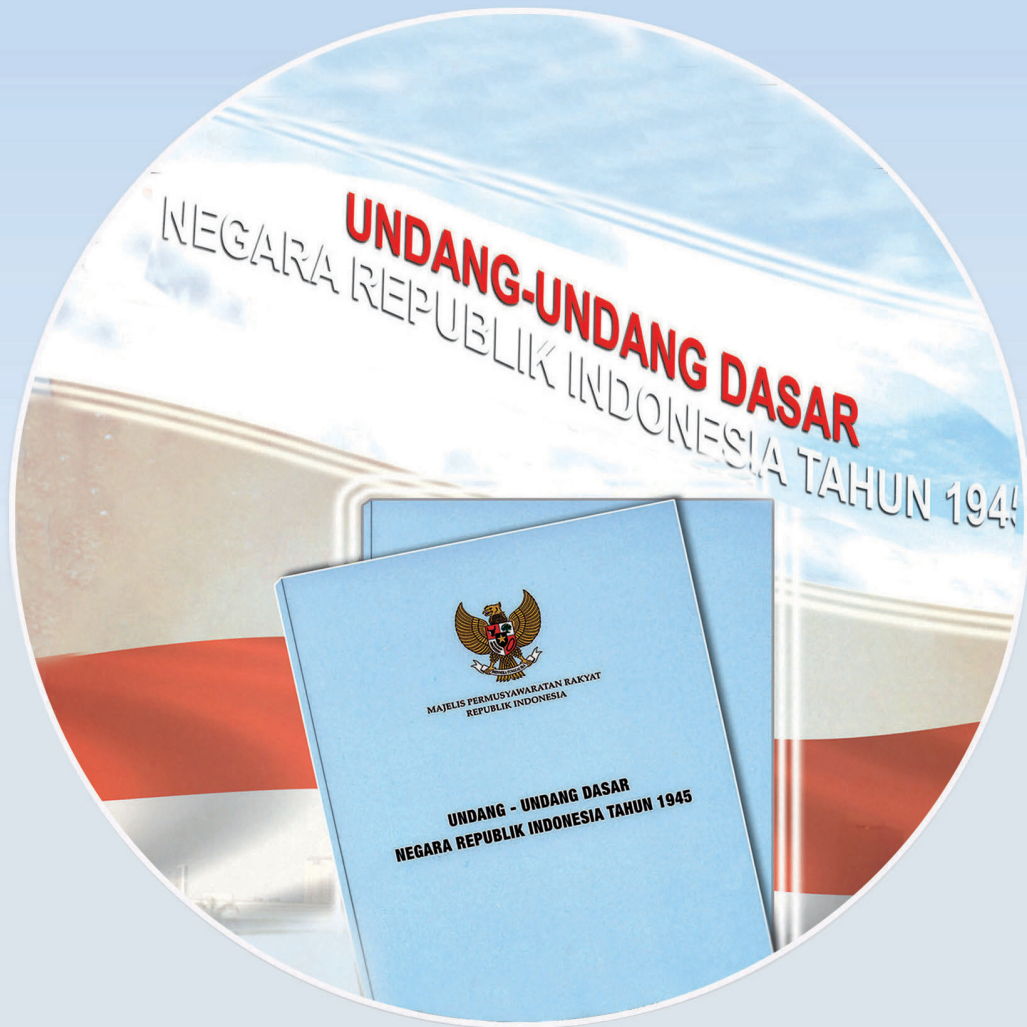 UNDANG-UNDANG DASAR
NEGARA REPUBLIK INDONESIA TAHUN 1945
MAJELIS PERMUSYAWARATAN RAKYAT
REPUBLIK INDONESIA
UNDANG - UNDANG DASAR
NEGARA REPUBLIK INDONESIA TAHUN 1945